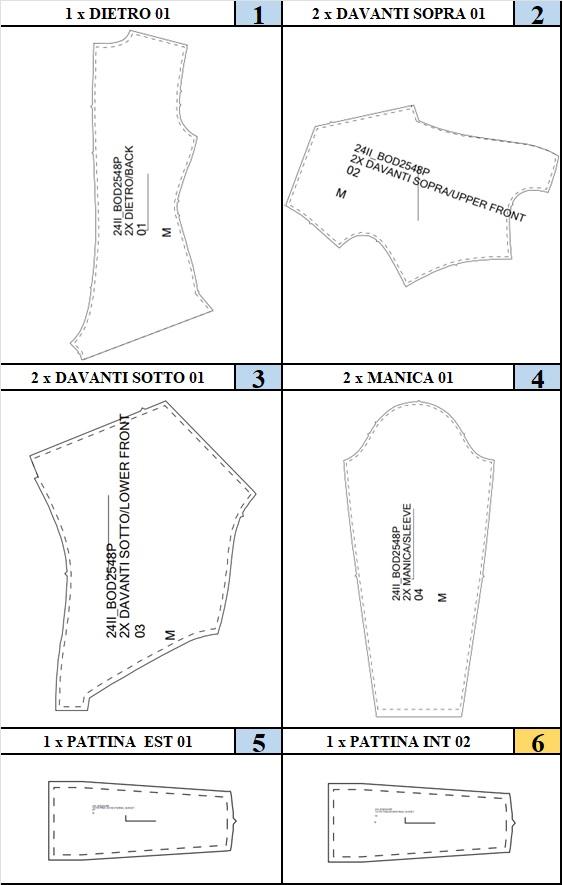 1 x DIETRO 01
1
2 x DAVANTI SOPRA 01
2
24II_BOD2548P
2X DIETRO/BACK
01
M
24II_BOD2548P
2X DAVANTI SOPRA/UPPER FRONT
02
M
2 x DAVANTI SOTTO 01
3
2 x MANICA 01
4
24II_BOD2548P
2X DAVANTI SOTTO/LOWER FRONT
03
M
24II_BOD2548P
2X MANICA/SLEEVE
04
M
1 x PATTINA EST 01
5
1 x PATTINA INT 02
6